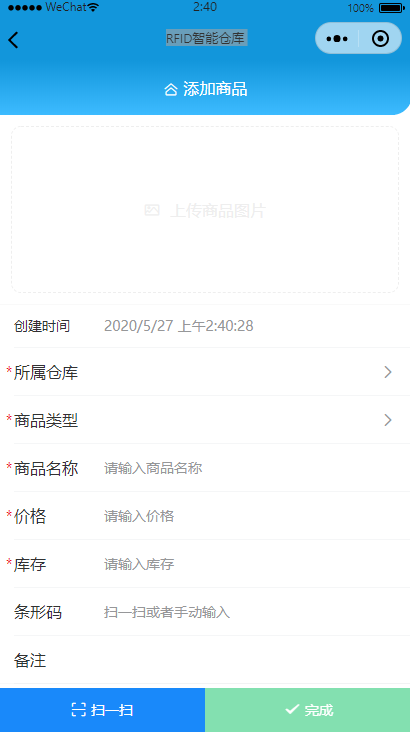 WeChat 2:40 100%
RFID智能仓库
添加商品
上传商品图片
创建时间 2020/5/27 上午2:40:28
*所属仓库
*商品类型
*商品名称 请输入商品名称
*价格 请输入价格
*库存 请输入库存
条形码 扫一扫或者手动输入
备注
扫一扫 完成